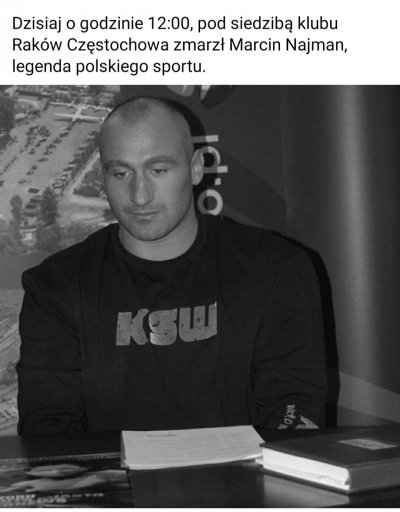 Dzisiaj o godzinie 12:00, pod siedzibą klubu
Raków Częstochowa zmarzł Marcin Najman,
legenda polskiego sportu.
KSW